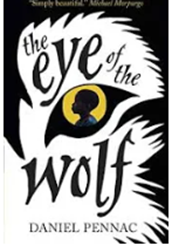 "Simply beautiful." Michael Morpurgo
the
eye of the
wolf
DANIEL PENNAC